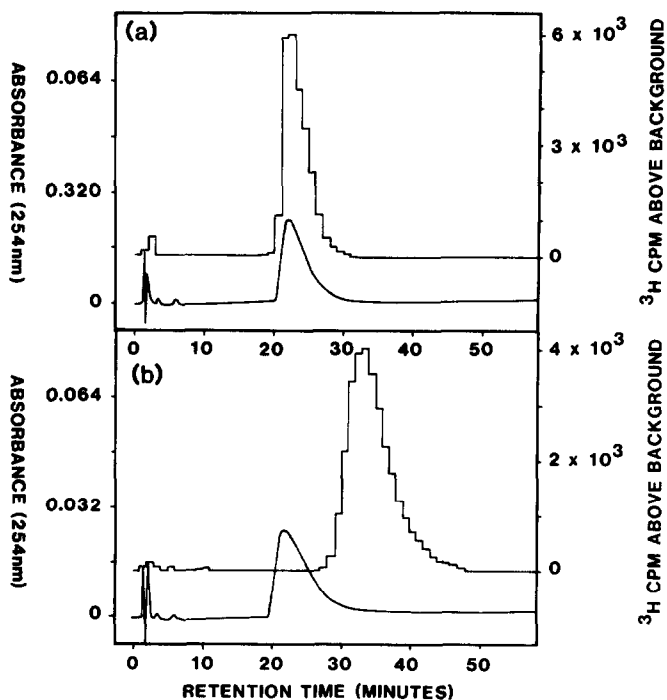 (a)
ABSORBANCE (254nm)
0.064
0.320
0
6 x 10³
3 x 10³
0
³H CPM ABOVE BACKGROUND
0 10 20 30 40 50
(b)
ABSORBANCE (254nm)
0.064
0.032
0
4 x 10³
2 x 10³
0
³H CPM ABOVE BACKGROUND
0 10 20 30 40 50
RETENTION TIME (MINUTES)